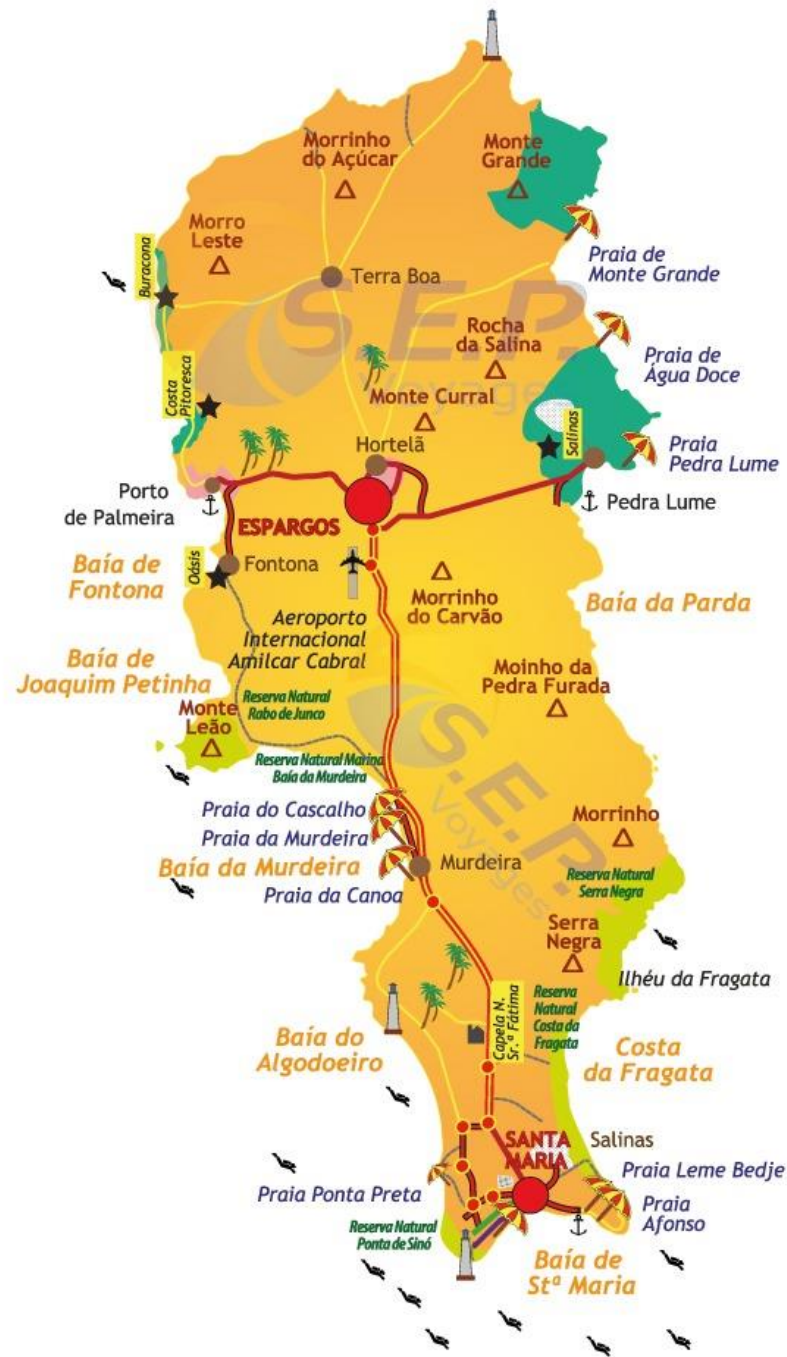 Morrinho
do Açúcar
Monte
Grande
Morro
Leste
Buracona
Praia de
Monte Grande
Terra Boa
S.E.P.
Voyages
Rocha
da Salina
Praia de
Água Doce
Costa
Pitoresca
Monte Curral
Salinas
Hortelã
Praia
Pedra Lume
Porto
de Palmeira
Pedra Lume
ESPARGOS
Baía de
Fontona
Oásis
Fontona
Morrinho
do Carvão
Baía da Parda
Aeroporto
Internacional
Amilcar Cabral
Baía de
Joaquim Petinha
Moinho da
Pedra Furada
Reserva Natural
Rabo de Junco
Monte
Leão
Reserva Natural Marinha
Baía da Murdeira
S.E.P.
Voyages
Praia do Cascalho
Praia da Murdeira
Morrinho
Baía da Murdeira
Murdeira
Reserva Natural
Serra Negra
Praia da Canoa
Serra
Negra
Ilhéu da Fragata
Capela N.
Sr.ª Fátima
Reserva
Natural
Costa da
Fragata
Baía do
Algodoeiro
Costa
da Fragata
SANTA
MARIA
Salinas
Praia Leme Bedje
Praia Ponta Preta
Praia
Afonso
Reserva Natural
Ponta de Sinó
Baía de
Stª Maria